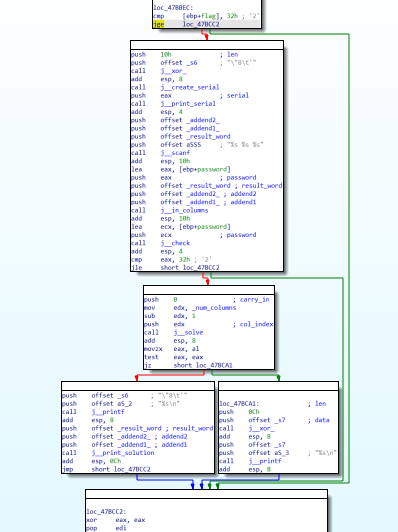 loc_47BBEC:
cmp [ebp+flag], 32h ; '2'
jge loc_47BCC2
push 10h ; len
push offset _s6 ; "\"8\t'"
call j__xor_
add esp, 8
call j__create_serial
push eax ; serial
call j__print_serial
add esp, 4
push offset _addend2_
push offset _addend1_
push offset _result_word
push offset aSSS ; "%s %s %s"
call j__scanf
add esp, 10h
lea eax, [ebp+password]
push eax ; password
push offset _result_word ; result_word
push offset _addend2_ ; addend2
push offset _addend1_ ; addend1
call j__in_columns
add esp, 10h
lea ecx, [ebp+password]
push ecx ; password
call j__check
add esp, 4
cmp eax, 32h ; '2'
jle short loc_47BCC2
push 0 ; carry_in
mov edx, _num_columns
sub edx, 1
push edx ; col_index
call j__solve
add esp, 8
movzx eax, al
test eax, eax
jz short loc_47BCA1
push offset _s6 ; "\"8\t'"
push offset aS_2 ; "%s\n"
call j__printf
add esp, 8
push offset _result_word ; result_word
push offset _addend2_ ; addend2
push offset _addend1_ ; addend1
call j__print_solution
add esp, 0Ch
jmp short loc_47BCC2
loc_47BCA1: ; len
push 0Ch
push offset _s7 ; data
call j__xor_
add esp, 8
push offset _s7
push offset aS_3 ; "%s\n"
call j__printf
add esp, 8
loc_47BCC2:
xor eax, eax
pop edi